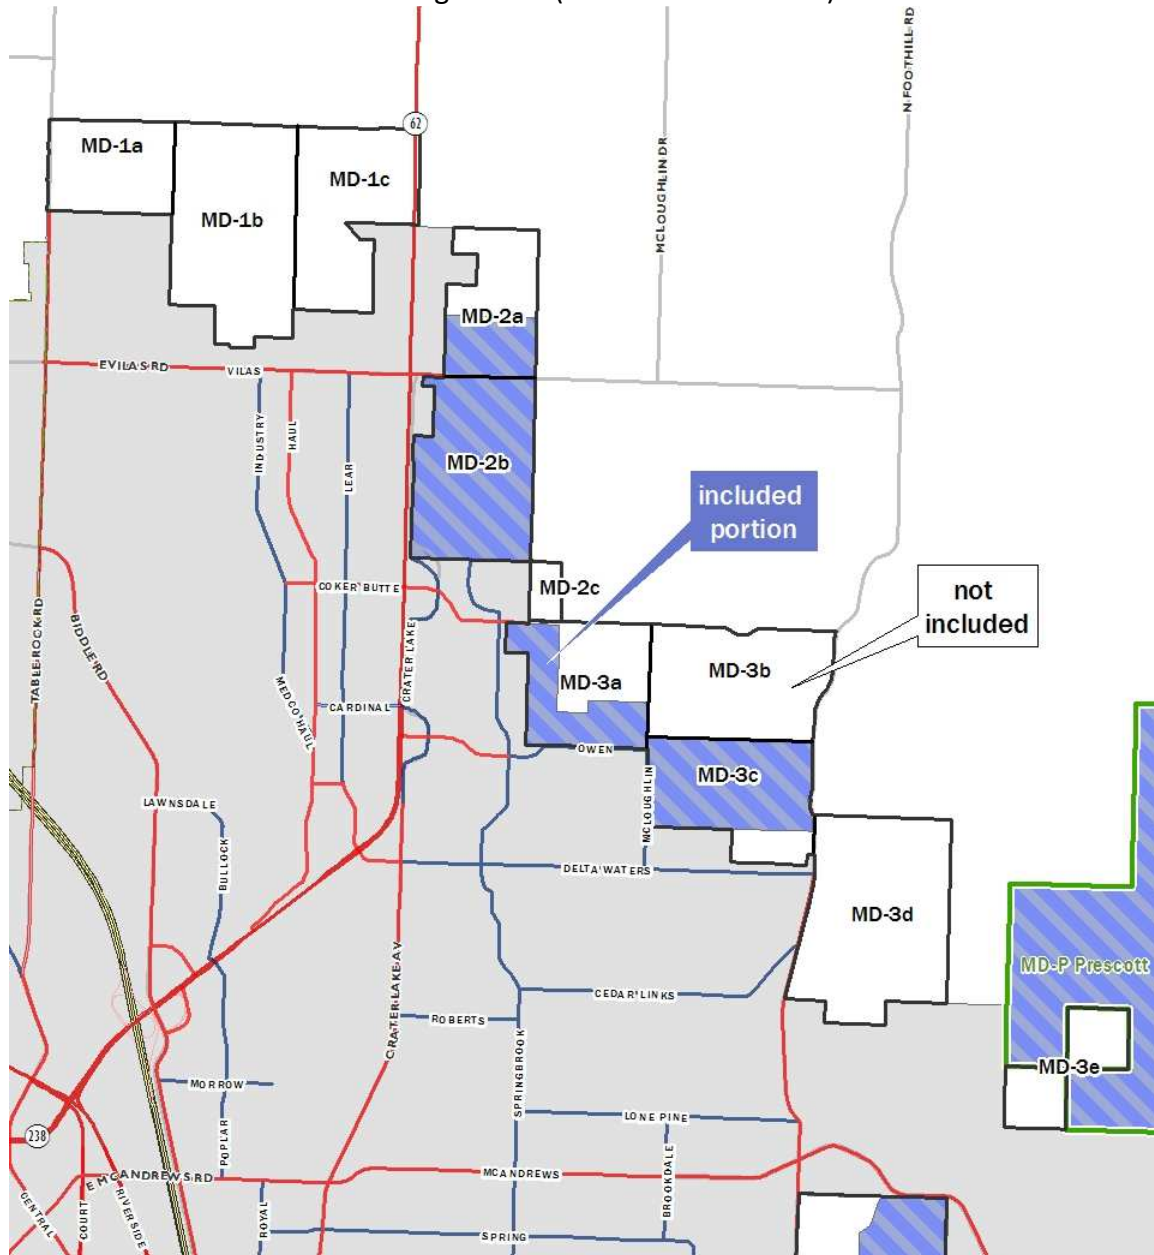 N FOOTHILL RD
MCLOUGHLIN DR
62
MD-1a
MD-1c
MD-1b
MD-2a
E VILAS RD
VILAS
INDUSTRY
HAUL
LEAR
MD-2b
included
portion
COKER BUTTE
MD-2c
not
included
TABLE ROCK RD
BIDDLE RD
CRATER LAKE
MD-3a
MD-3b
MEDCO HAUL
CARDINAL
OWEN
MD-3c
MCLOUGHLIN
LAWNSDALE
BULLOCK
DELTA WATERS
MD-3d
MD-P Prescott
CEDAR LINKS
CRATER LAKE AV
ROBERTS
SPRINGBROOK
MD-3e
MORROW
POPLAR
LONE PINE
238
E MCANDREWS RD
MCANDREWS
BROOKDALE
CENTRAL
COURT
RIVERSIDE
ROYAL
SPRING